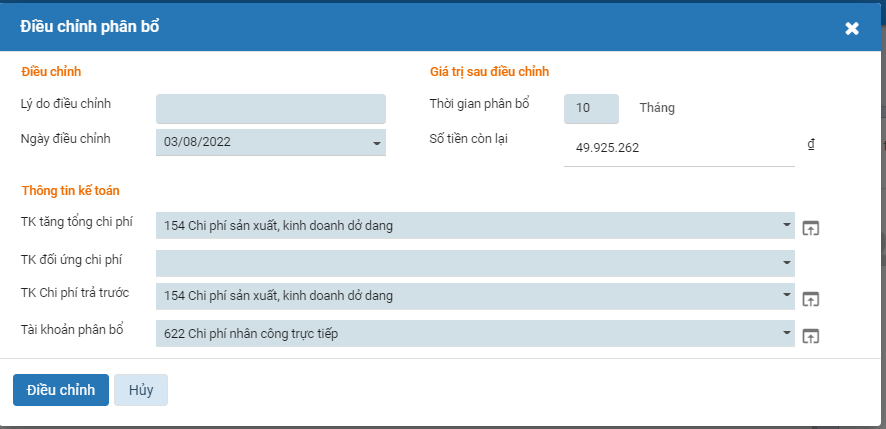 Điều chỉnh phân bổ
Điều chỉnh
Lý do điều chỉnh
Ngày điều chỉnh 03/08/2022
Giá trị sau điều chỉnh
Thời gian phân bổ 10 Tháng
Số tiền còn lại 49.925.262 ₫
Thông tin kế toán
TK tăng tổng chi phí 154 Chi phí sản xuất, kinh doanh dở dang
TK đối ứng chi phí
TK Chi phí trả trước 154 Chi phí sản xuất, kinh doanh dở dang
Tài khoản phân bổ 622 Chi phí nhân công trực tiếp
Điều chỉnh Hủy